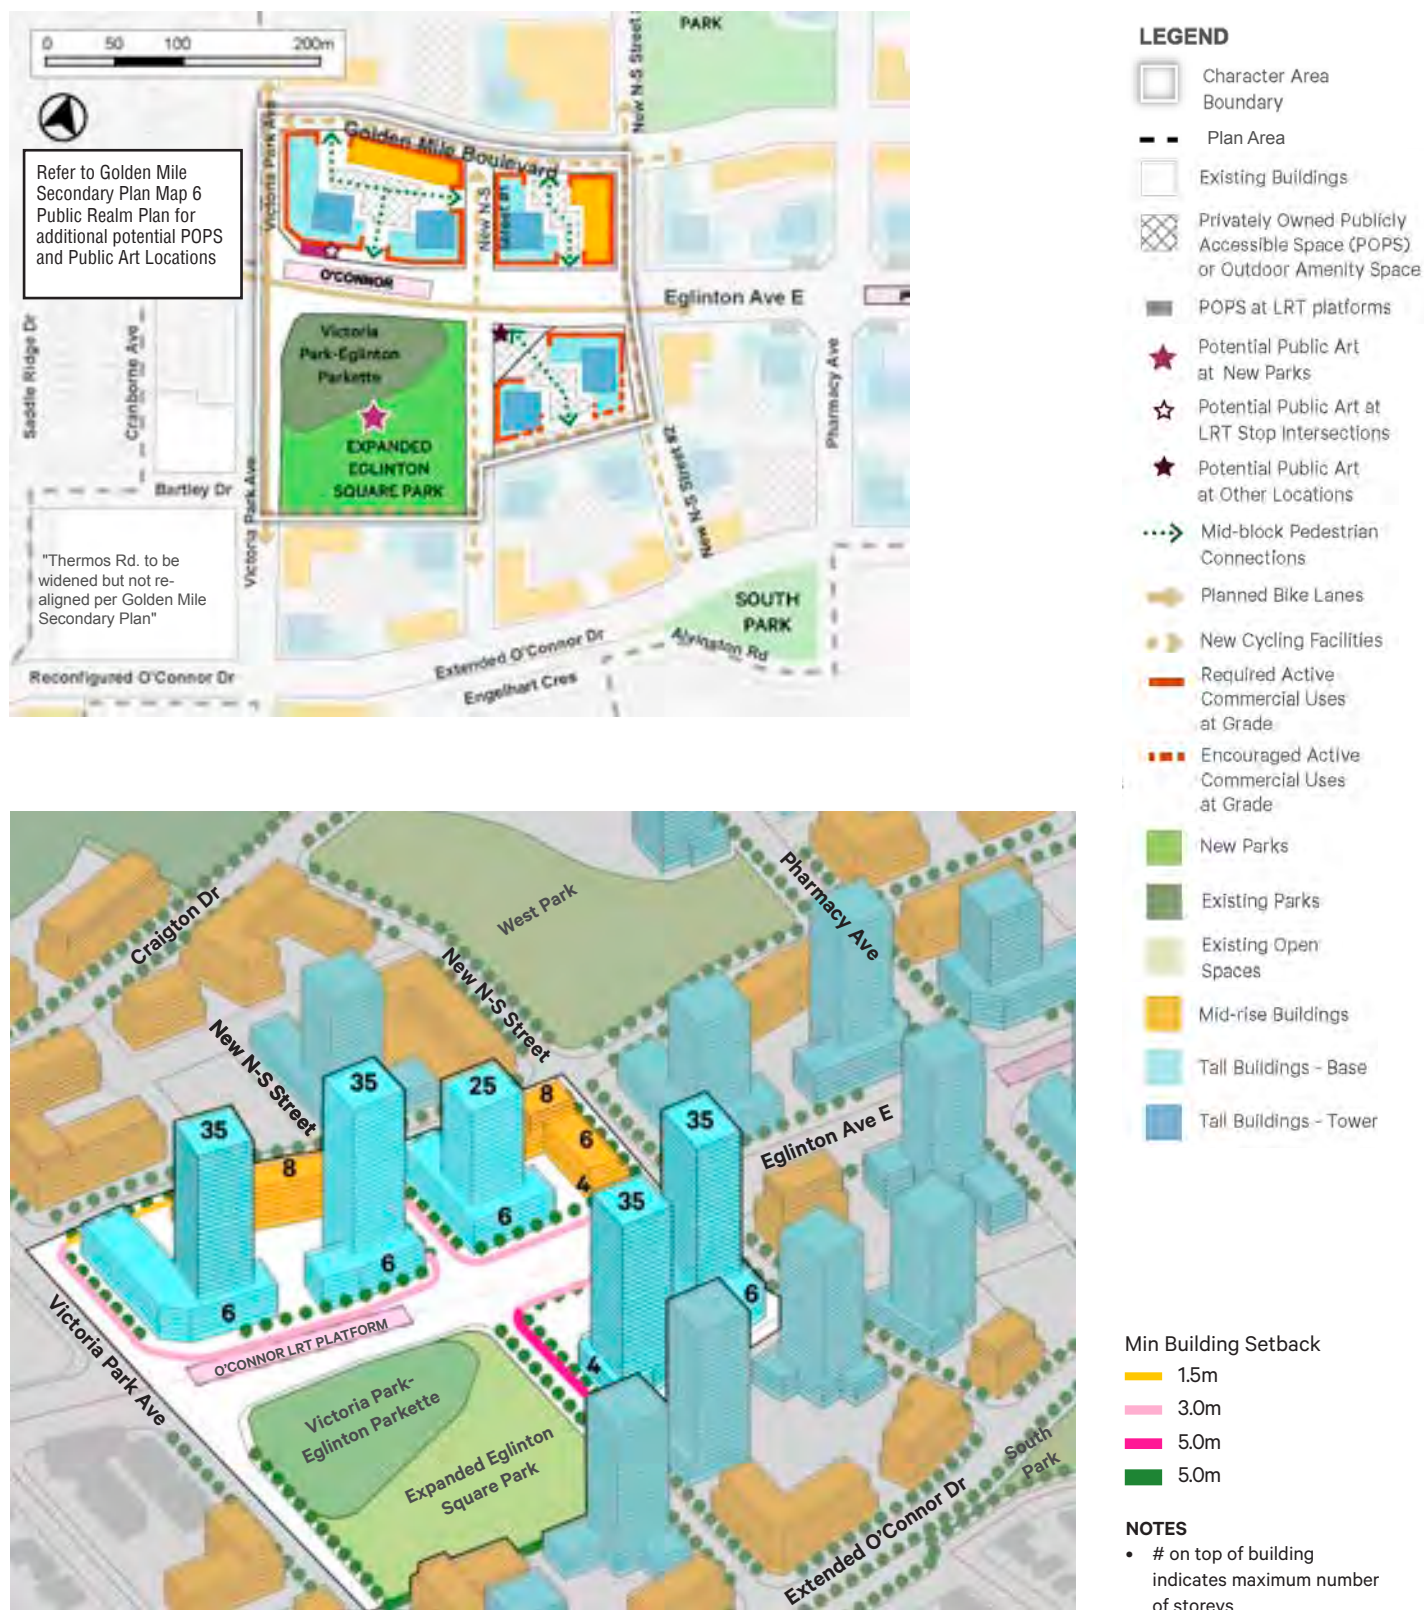 0 50 100 200m
PARK
New N-S Street
Victoria Park Ave
Golden Mile Boulevard
Refer to Golden Mile
Secondary Plan Map 6
Public Realm Plan for
additional potential POPS
and Public Art Locations
New N-S
Street #1
O'CONNOR
Eglinton Ave E
Saddle Ridge Dr
Cranborne Ave
Victoria
Park-Eglinton
Parkette
EXPANDED
EGLINTON
SQUARE PARK
Pharmacy Ave
Bartley Dr
Victoria Park Ave
New N-S Street #2
"Thermos Rd. to be
widened but not re-
aligned per Golden Mile
Secondary Plan"
SOUTH
PARK
Alvinston Rd
Extended O'Connor Dr
Reconfigured O'Connor Dr
Engelhart Cres
LEGEND
Character Area
Boundary
Plan Area
Existing Buildings
Privately Owned Publicly
Accessible Space (POPS)
or Outdoor Amenity Space
POPS at LRT platforms
Potential Public Art
at New Parks
Potential Public Art at
LRT Stop Intersections
Potential Public Art
at Other Locations
Mid-block Pedestrian
Connections
Planned Bike Lanes
New Cycling Facilities
Required Active
Commercial Uses
at Grade
Encouraged Active
Commercial Uses
at Grade
New Parks
Existing Parks
Existing Open
Spaces
Mid-rise Buildings
Tall Buildings - Base
Tall Buildings - Tower
Craigton Dr
West Park
Pharmacy Ave
New N-S Street
New N-S Street
35
25
8
35
35
6
8
Eglinton Ave E
4
35
6
6
6
6
4
Victoria Park Ave
O'CONNOR LRT PLATFORM
Victoria Park-
Eglinton Parkette
Expanded Eglinton
Square Park
South
Park
Extended O'Connor Dr
Min Building Setback
1.5m
3.0m
5.0m
5.0m
NOTES
• # on top of building
indicates maximum number
of storeys